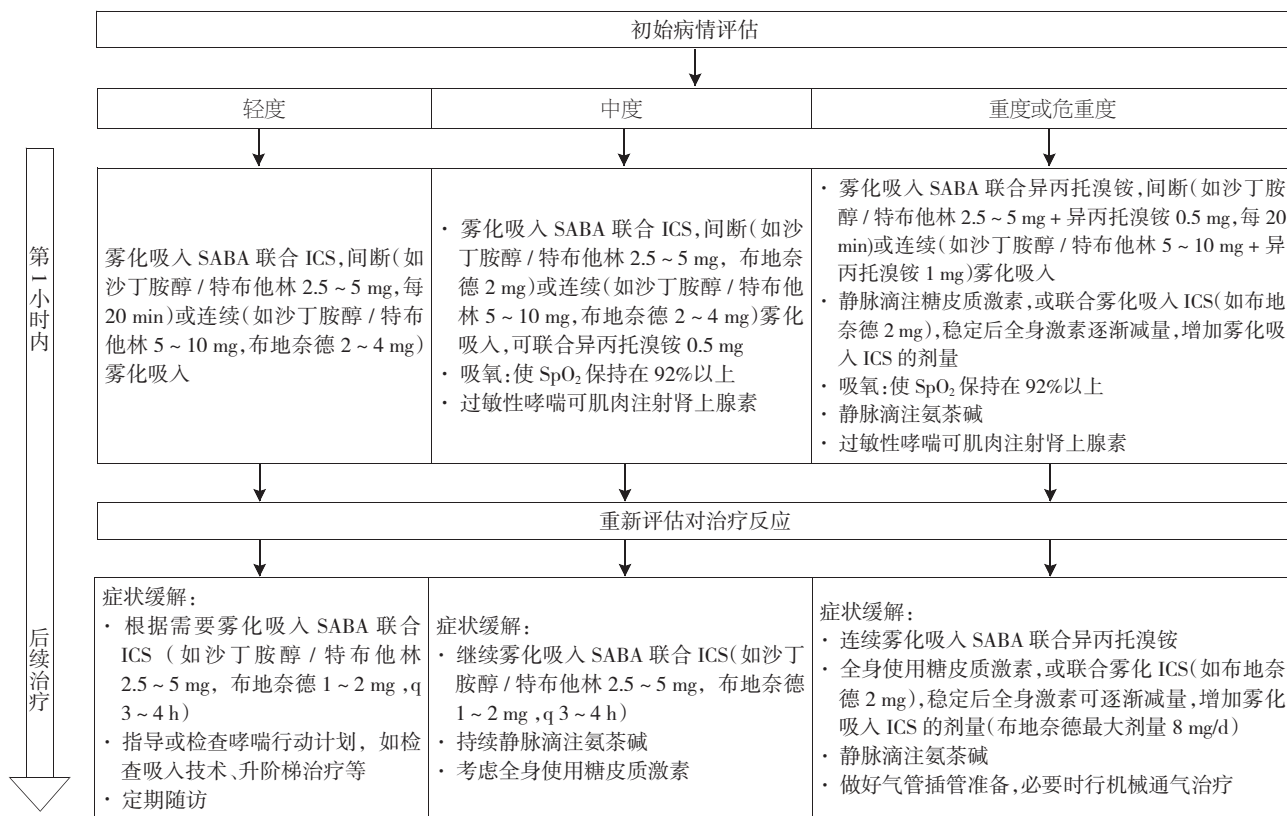 初始病情评估
轻度
中度
重度或危重度
第1小时内
雾化吸入 SABA 联合 ICS,间断(如
沙丁胺醇 / 特布他林 2.5 ~ 5 mg,每
20 min)或连续(如沙丁胺醇 / 特布
他林 5 ~ 10 mg,布地奈德 2 ~ 4 mg)
雾化吸入
· 雾化吸入 SABA 联合 ICS,间断(如沙
丁胺醇 / 特布他林 2.5 ~ 5 mg, 布地奈
德 2 mg)或连续(如沙丁胺醇 / 特布他
林 5 ~ 10 mg,布地奈德 2 ~ 4 mg)雾化
吸入,可联合异丙托溴铵 0.5 mg
· 吸氧:使 SpO₂ 保持在 92%以上
· 过敏性哮喘可肌肉注射肾上腺素
· 雾化吸入 SABA 联合异丙托溴铵,间断(如沙丁胺
醇 / 特布他林 2.5 ~ 5 mg + 异丙托溴铵 0.5 mg,每 20
min)或连续(如沙丁胺醇 / 特布他林 5 ~ 10 mg + 异
丙托溴铵 1 mg)雾化吸入
· 静脉滴注糖皮质激素,或联合雾化吸入 ICS(如布地
奈德 2 mg),稳定后全身激素逐渐减量,增加雾化吸
入 ICS 的剂量
· 吸氧:使 SpO₂ 保持在 92%以上
· 静脉滴注氨茶碱
· 过敏性哮喘可肌肉注射肾上腺素
重新评估对治疗反应
后续治疗
症状缓解:
· 根据需要雾化吸入 SABA 联合
ICS (如沙丁胺醇 / 特布他林
2.5 ~ 5 mg, 布地奈德 1 ~ 2 mg ,q
3 ~ 4 h)
· 指导或检查哮喘行动计划, 如检
查吸入技术、升阶梯治疗等
· 定期随访
症状缓解:
· 继续雾化吸入 SABA 联合 ICS(如沙丁
胺醇 / 特布他林 2.5 ~ 5 mg, 布地奈德
1 ~ 2 mg ,q 3 ~ 4 h)
· 持续静脉滴注氨茶碱
· 考虑全身使用糖皮质激素
症状缓解:
· 连续雾化吸入 SABA 联合异丙托溴铵
· 全身使用糖皮质激素,或联合雾化 ICS(如布地奈
德 2 mg),稳定后全身激素可逐渐减量,增加雾化
吸入 ICS 的剂量(布地奈德最大剂量 8 mg/d)
· 静脉滴注氨茶碱
· 做好气管插管准备,必要时行机械通气治疗